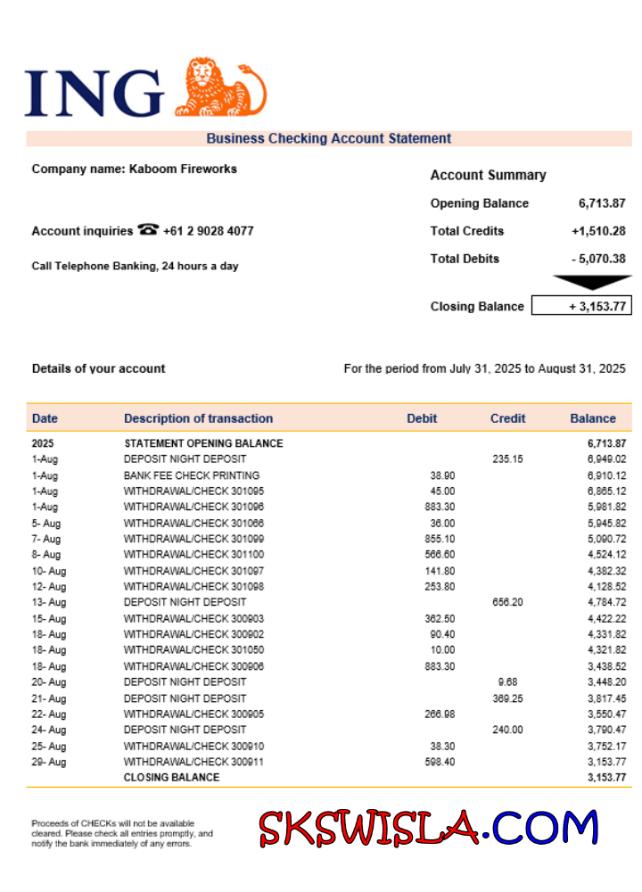 ING
Business Checking Account Statement
Company name: Kaboom Fireworks
Account inquiries ☎ +61 2 9028 4077
Call Telephone Banking, 24 hours a day
Account Summary
Opening Balance 6,713.87
Total Credits +1,510.28
Total Debits - 5,070.38
Closing Balance + 3,153.77
Details of your account For the period from July 31, 2025 to August 31, 2025
Date Description of transaction Debit Credit Balance
2025 STATEMENT OPENING BALANCE 6,713.87
1-Aug DEPOSIT NIGHT DEPOSIT 235.15 6,949.02
1-Aug BANK FEE CHECK PRINTING 38.90 6,910.12
1-Aug WITHDRAWAL/CHECK 301095 45.00 6,865.12
1-Aug WITHDRAWAL/CHECK 301096 883.30 5,981.82
5- Aug WITHDRAWAL/CHECK 301066 36.00 5,945.82
7- Aug WITHDRAWAL/CHECK 301099 855.10 5,090.72
8- Aug WITHDRAWAL/CHECK 301100 566.60 4,524.12
10- Aug WITHDRAWAL/CHECK 301097 141.80 4,382.32
12- Aug WITHDRAWAL/CHECK 301098 253.80 4,128.52
13- Aug DEPOSIT NIGHT DEPOSIT 656.20 4,784.72
15- Aug WITHDRAWAL/CHECK 300903 362.50 4,422.22
18- Aug WITHDRAWAL/CHECK 300902 90.40 4,331.82
18- Aug WITHDRAWAL/CHECK 301050 10.00 4,321.82
18- Aug WITHDRAWAL/CHECK 300906 883.30 3,438.52
20- Aug DEPOSIT NIGHT DEPOSIT 9.68 3,448.20
21- Aug DEPOSIT NIGHT DEPOSIT 369.25 3,817.45
22- Aug WITHDRAWAL/CHECK 300905 266.98 3,550.47
24- Aug DEPOSIT NIGHT DEPOSIT 240.00 3,790.47
25- Aug WITHDRAWAL/CHECK 300910 38.30 3,752.17
29- Aug WITHDRAWAL/CHECK 300911 598.40 3,153.77
CLOSING BALANCE 3,153.77
Proceeds of CHECKs will not be available
cleared. Please check all entries promptly, and
notify the bank immediately of any errors.
SKSWISLA.COM